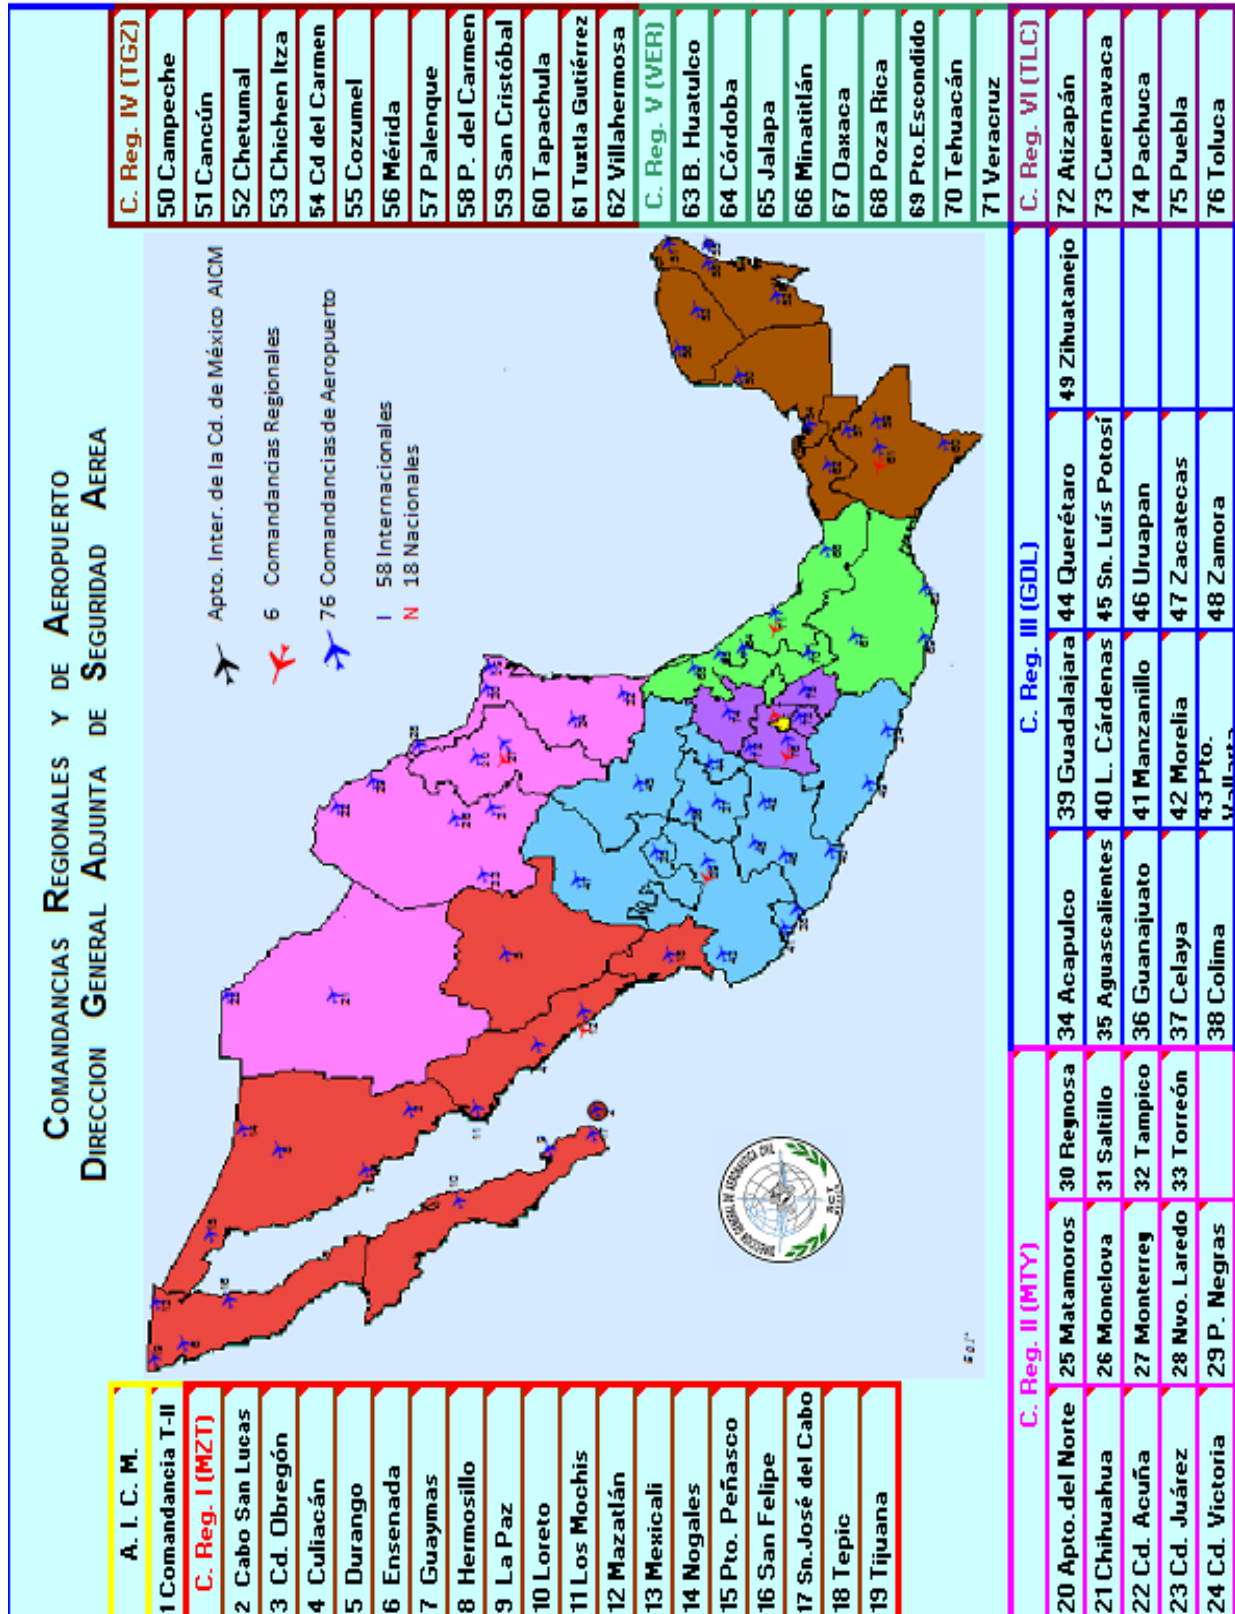 COMANDANCIAS REGIONALES Y DE AEROPUERTO
DIRECCION GENERAL ADJUNTA DE SEGURIDAD AEREA
A. I. C. M.
1 Comandancia T-II
C. Reg. I (MZT)
2 Cabo San Lucas
3 Cd. Obregón
4 Culiacán
5 Durango
6 Ensenada
7 Guaymas
8 Hermosillo
9 La Paz
10 Loreto
11 Los Mochis
12 Mazatlán
13 Mexicali
14 Nogales
15 Pto. Peñasco
16 San Felipe
17 Sn.José del Cabo
18 Tepic
19 Tijuana
Apto. Inter. de la Cd. de México AICM
6 Comandancias Regionales
76 Comandancias de Aeropuerto
I 58 Internacionales
N 18 Nacionales
DIRECCION GENERAL DE AERONAUTICA CIVIL
C. Reg. IV (TGZ)
50 Campeche
51 Cancún
52 Chetumal
53 Chichen Itza
54 Cd del Carmen
55 Cozumel
56 Mérida
57 Palenque
58 P. del Carmen
59 San Cristóbal
60 Tapachula
61 Tuxtla Gutiérrez
62 Villahermosa
C. Reg. V (VER)
63 B. Huatulco
64 Córdoba
65 Jalapa
66 Minatitlán
67 Oaxaca
68 Poza Rica
69 Pto.Escondido
70 Tehuacán
71 Veracruz
C. Reg. II (MTY)
20 Apto. del Norte 25 Matamoros 30 Reynosa
21 Chihuahua 26 Monclova 31 Saltillo
22 Cd. Acuña 27 Monterrey 32 Tampico
23 Cd. Juárez 28 Nvo. Laredo 33 Torreón
24 Cd. Victoria 29 P. Negras
C. Reg. III (GDL)
34 Acapulco 39 Guadalajara 44 Querétaro 49 Zihuatanejo
35 Aguascalientes 40 L. Cárdenas 45 Sn. Luís Potosí
36 Guanajuato 41 Manzanillo 46 Uruapan
37 Celaya 42 Morelia 47 Zacatecas
38 Colima 43 Pto. Vallarta 48 Zamora
C. Reg. VI (TLC)
72 Atizapán
73 Cuernavaca
74 Pachuca
75 Puebla
76 Toluca